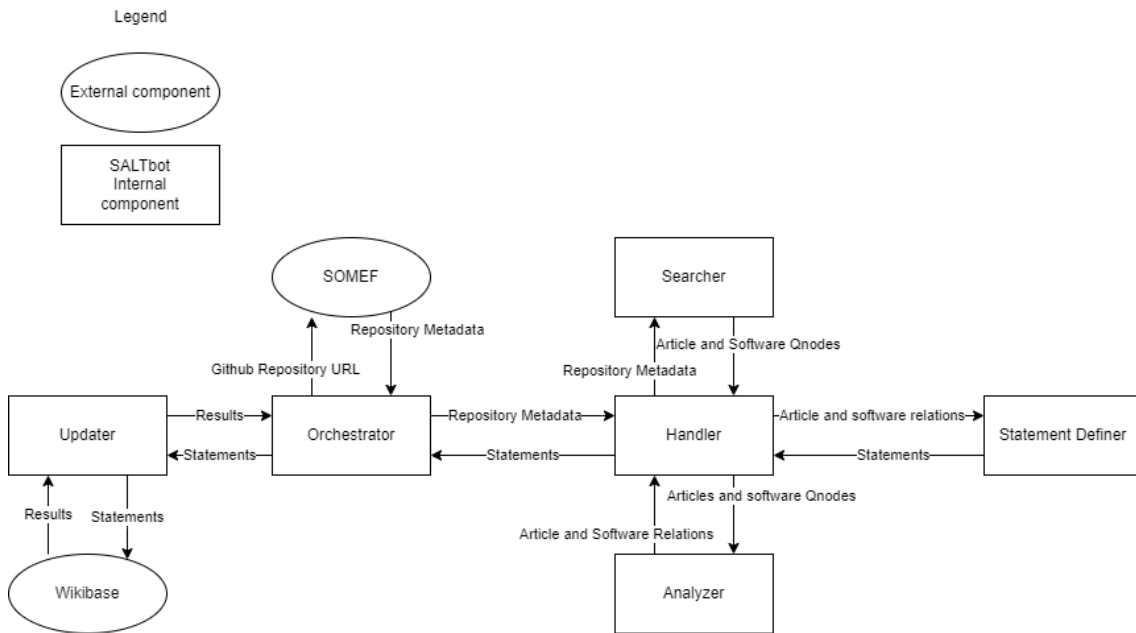 Legend
External component
SALTbot
Internal
component
SOMEF
Searcher
Repository Metadata
Article and Software Qnodes
Github Repository URL
Repository Metadata
Updater
Results
Orchestrator
Repository Metadata
Handler
Article and software relations
Statement Definer
Statements
Statements
Statements
Results
Statements
Articles and software Qnodes
Article and Software Relations
Wikibase
Analyzer